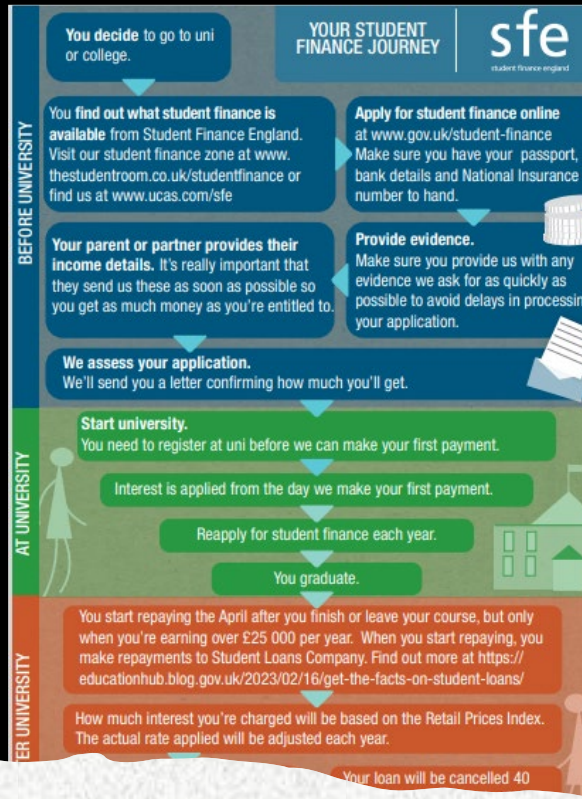 You decide to go to uni
or college.
YOUR STUDENT
FINANCE JOURNEY
sfe
student finance england
BEFORE UNIVERSITY
You find out what student finance is
available from Student Finance England.
Visit our student finance zone at www.
thestudentroom.co.uk/studentfinance or
find us at www.ucas.com/sfe
Apply for student finance online
at www.gov.uk/student-finance
Make sure you have your passport,
bank details and National Insurance
number to hand.
Provide evidence.
Make sure you provide us with any
evidence we ask for as quickly as
possible to avoid delays in processin
your application.
Your parent or partner provides their
income details. It's really important that
they send us these as soon as possible so
you get as much money as you're entitled to.
We assess your application.
We'll send you a letter confirming how much you'll get.
AT UNIVERSITY
Start university.
You need to register at uni before we can make your first payment.
Interest is applied from the day we make your first payment.
Reapply for student finance each year.
You graduate.
ER UNIVERSITY
You start repaying the April after you finish or leave your course, but only
when you're earning over £25 000 per year. When you start repaying, you
make repayments to Student Loans Company. Find out more at https://
educationhub.blog.gov.uk/2023/02/16/get-the-facts-on-student-loans/
How much interest you're charged will be based on the Retail Prices Index.
The actual rate applied will be adjusted each year.
Your loan will be cancelled 40